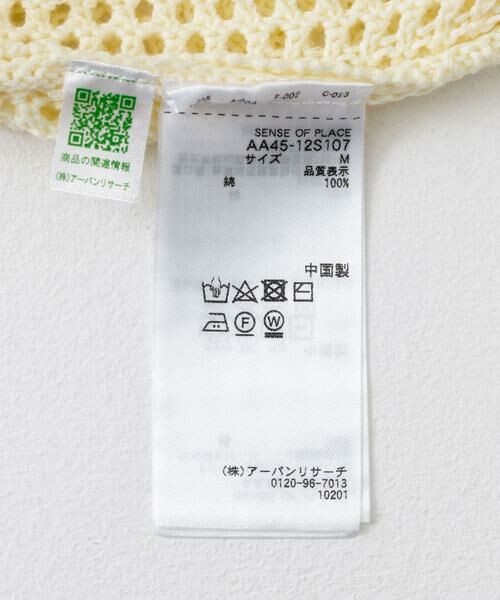 F-002 C-023
商品の関連情報
(株)アーバンリサーチ
SENSE OF PLACE
AA45-12S107
サイズ M
品質表示
綿 100%
中国製
F W
(株)アーバンリサーチ
0120-96-7013
10201